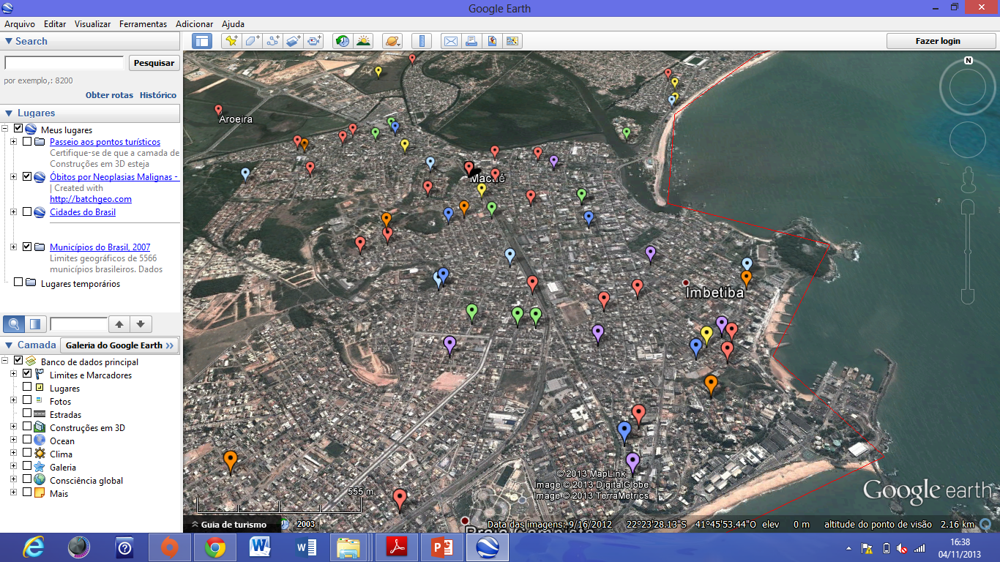 Google Earth
Arquivo Editar Visualizar Ferramentas Adicionar Ajuda
Search
Fazer login
Pesquisar
por exemplo,: 8200
Obter rotas Histórico
Lugares
Meus lugares
Passeio aos pontos turísticos
Certifique-se de que a camada de
Construções em 3D esteja
Óbitos por Neoplasias Malignas -
| Created with
http://batchgeo.com
Cidades do Brasil
Municípios do Brasil, 2007
Limites geográficos de 5566
municípios brasileiros. Dados
Lugares temporários
Camada
Galeria do Google Earth >>
Banco de dados principal
Limites e Marcadores
Lugares
Fotos
Estradas
Construções em 3D
Ocean
Clima
Galeria
Consciência global
Mais
N
Aroeira
Macaé
Imbetiba
555 m
© 2013 MapLink
Image © 2013 DigitalGlobe
Image © 2013 TerraMetrics
Google earth
Guia de turismo
2003
Data das imagens: 9/16/2012 22°23'28.13"S 41°45'53.44"O elev 0 m altitude do ponto de visão 2.16 km
16:38
04/11/2013